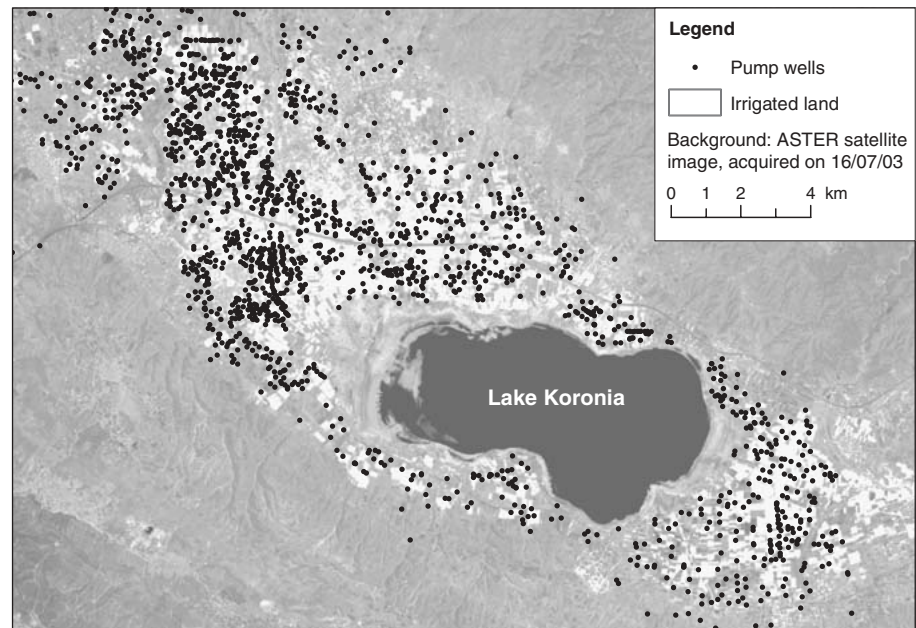 Legend
Pump wells
Irrigated land
Background: ASTER satellite
image, acquired on 16/07/03
0 1 2 4 km
Lake Koronia